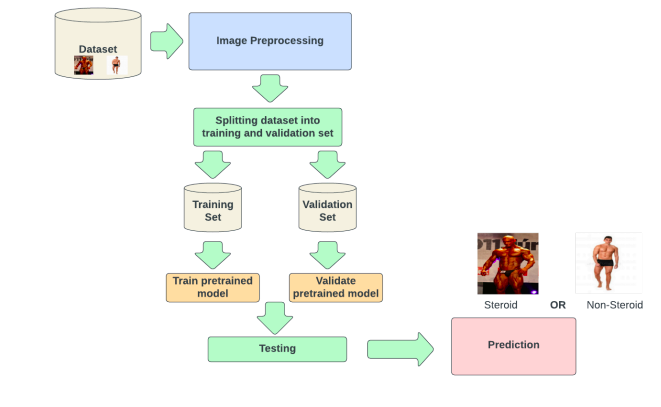 Dataset
Image Preprocessing
Splitting dataset into
training and validation set
Training
Set
Validation
Set
Train pretrained
model
Validate
pretrained model
Testing
Steroid
OR
Non-Steroid
Prediction